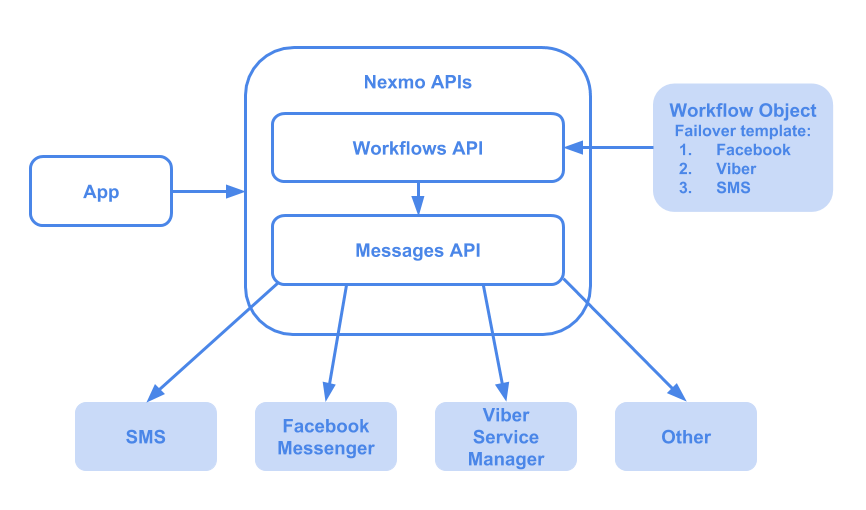 Nexmo APIs
Workflows API
Workflow Object
Failover template:
1. Facebook
2. Viber
3. SMS
App
Messages API
SMS
Facebook
Messenger
Viber
Service
Manager
Other